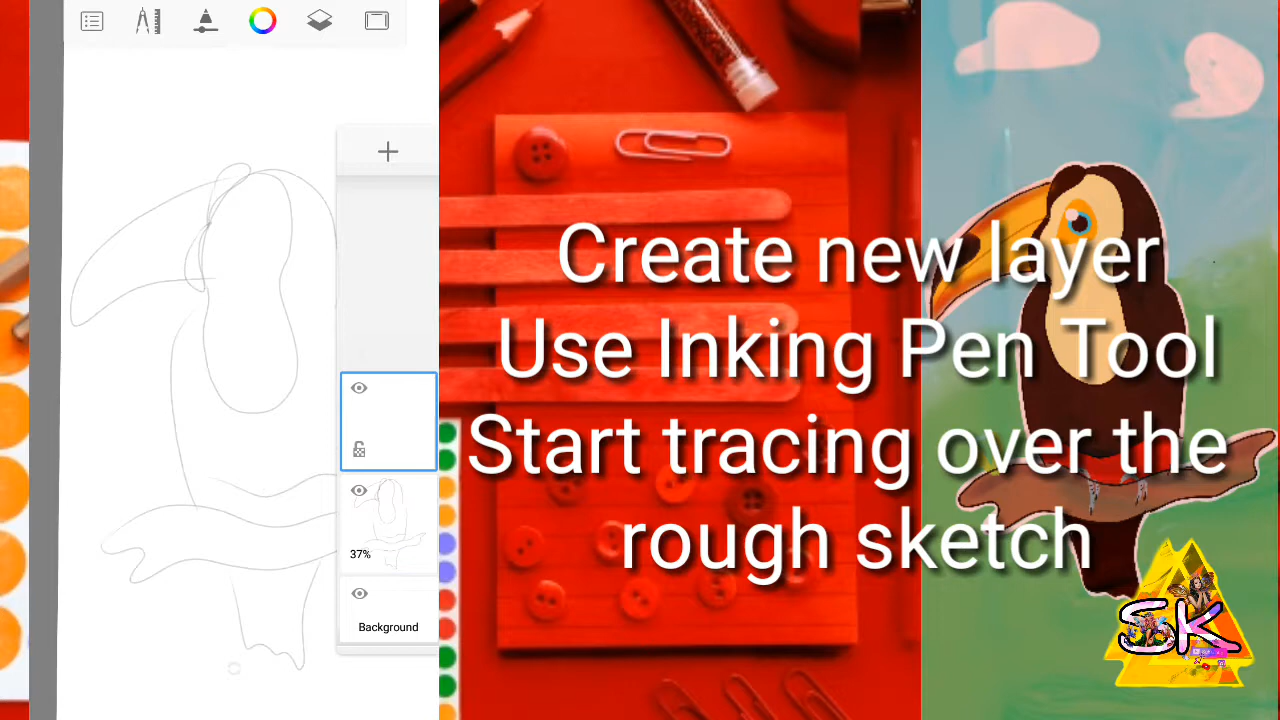 Create new layer
Use Inking Pen Tool
Start tracing over the
rough sketch
37%
Background
SK